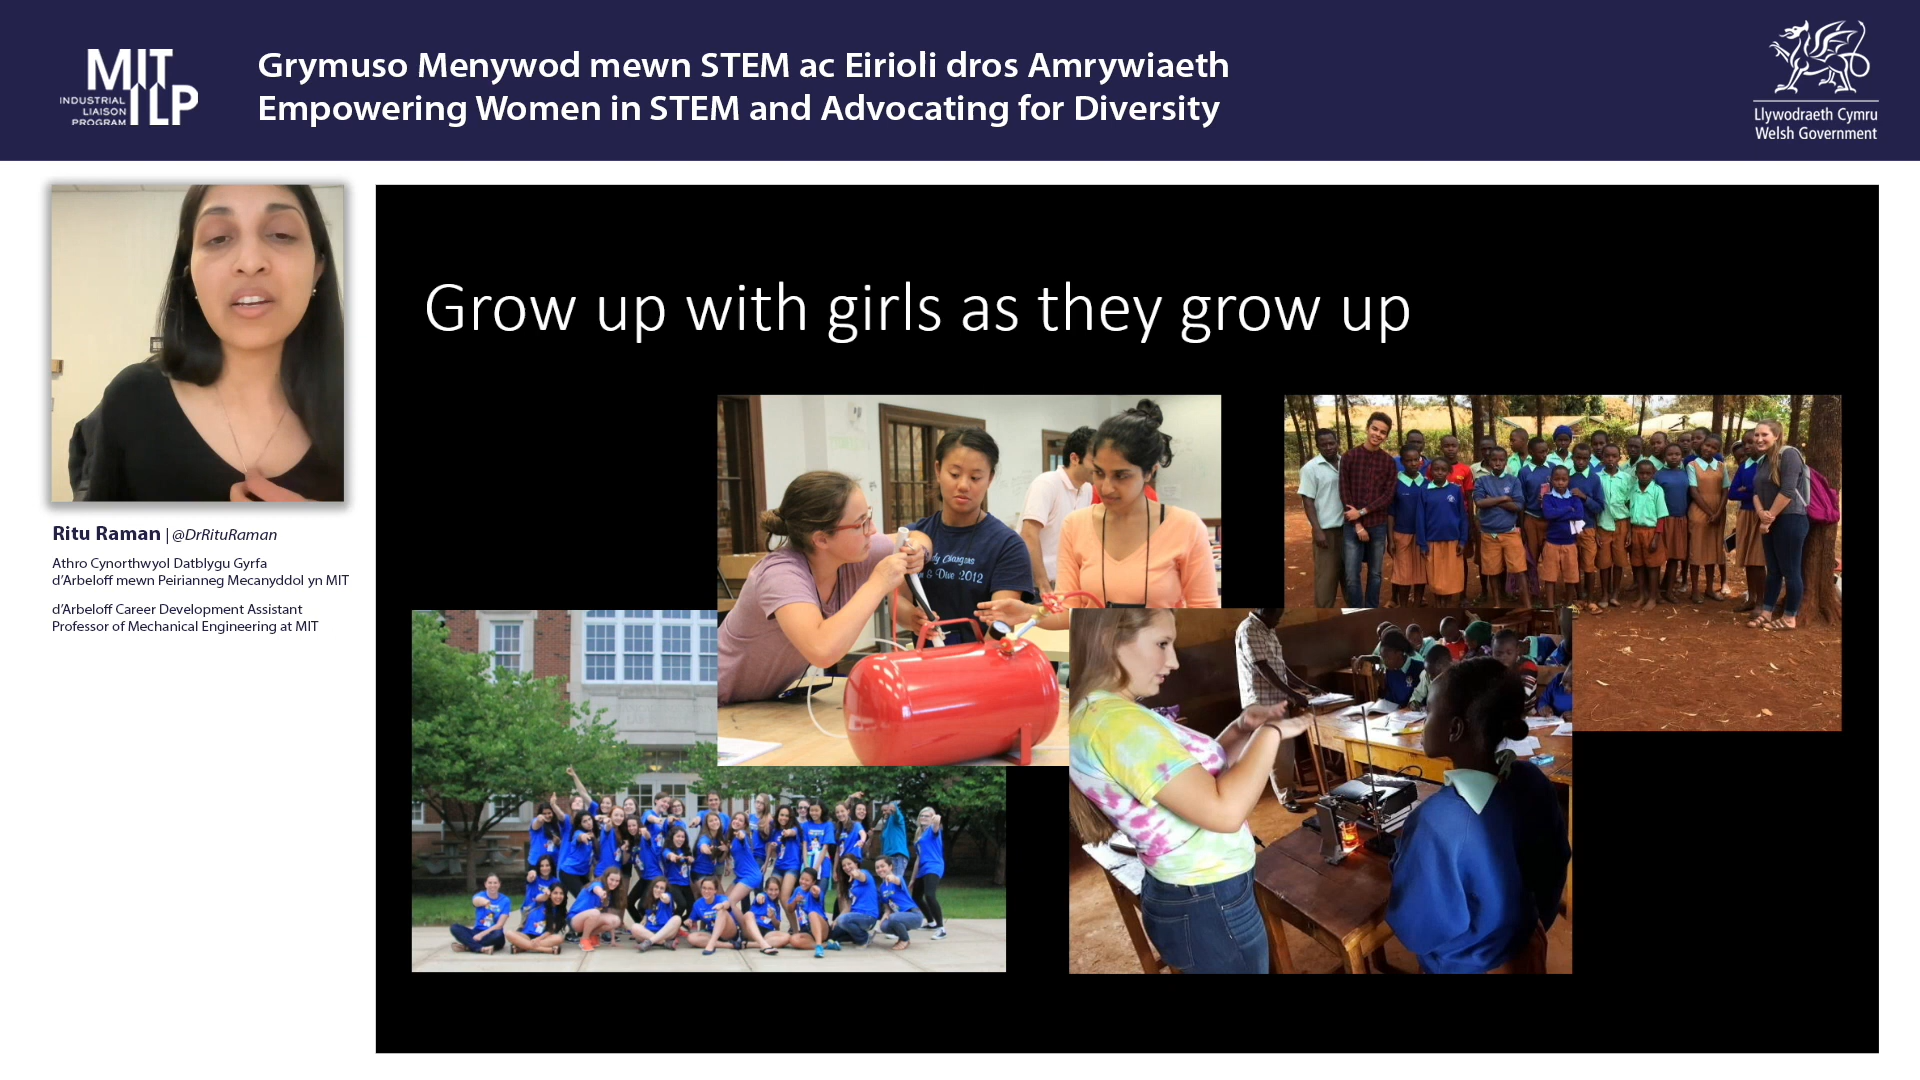 MIT
ILP
INDUSTRIAL
LIAISON
PROGRAM
Grymuso Menywod mewn STEM ac Eirioli dros Amrywiaeth
Empowering Women in STEM and Advocating for Diversity
Llywodraeth Cymru
Welsh Government
Ritu Raman | @DrRituRaman
Athro Cynorthwyol Datblygu Gyrfa
d'Arbeloff mewn Peirianneg Mecanyddol yn MIT
d'Arbeloff Career Development Assistant
Professor of Mechanical Engineering at MIT
Grow up with girls as they grow up
& Dive 2012